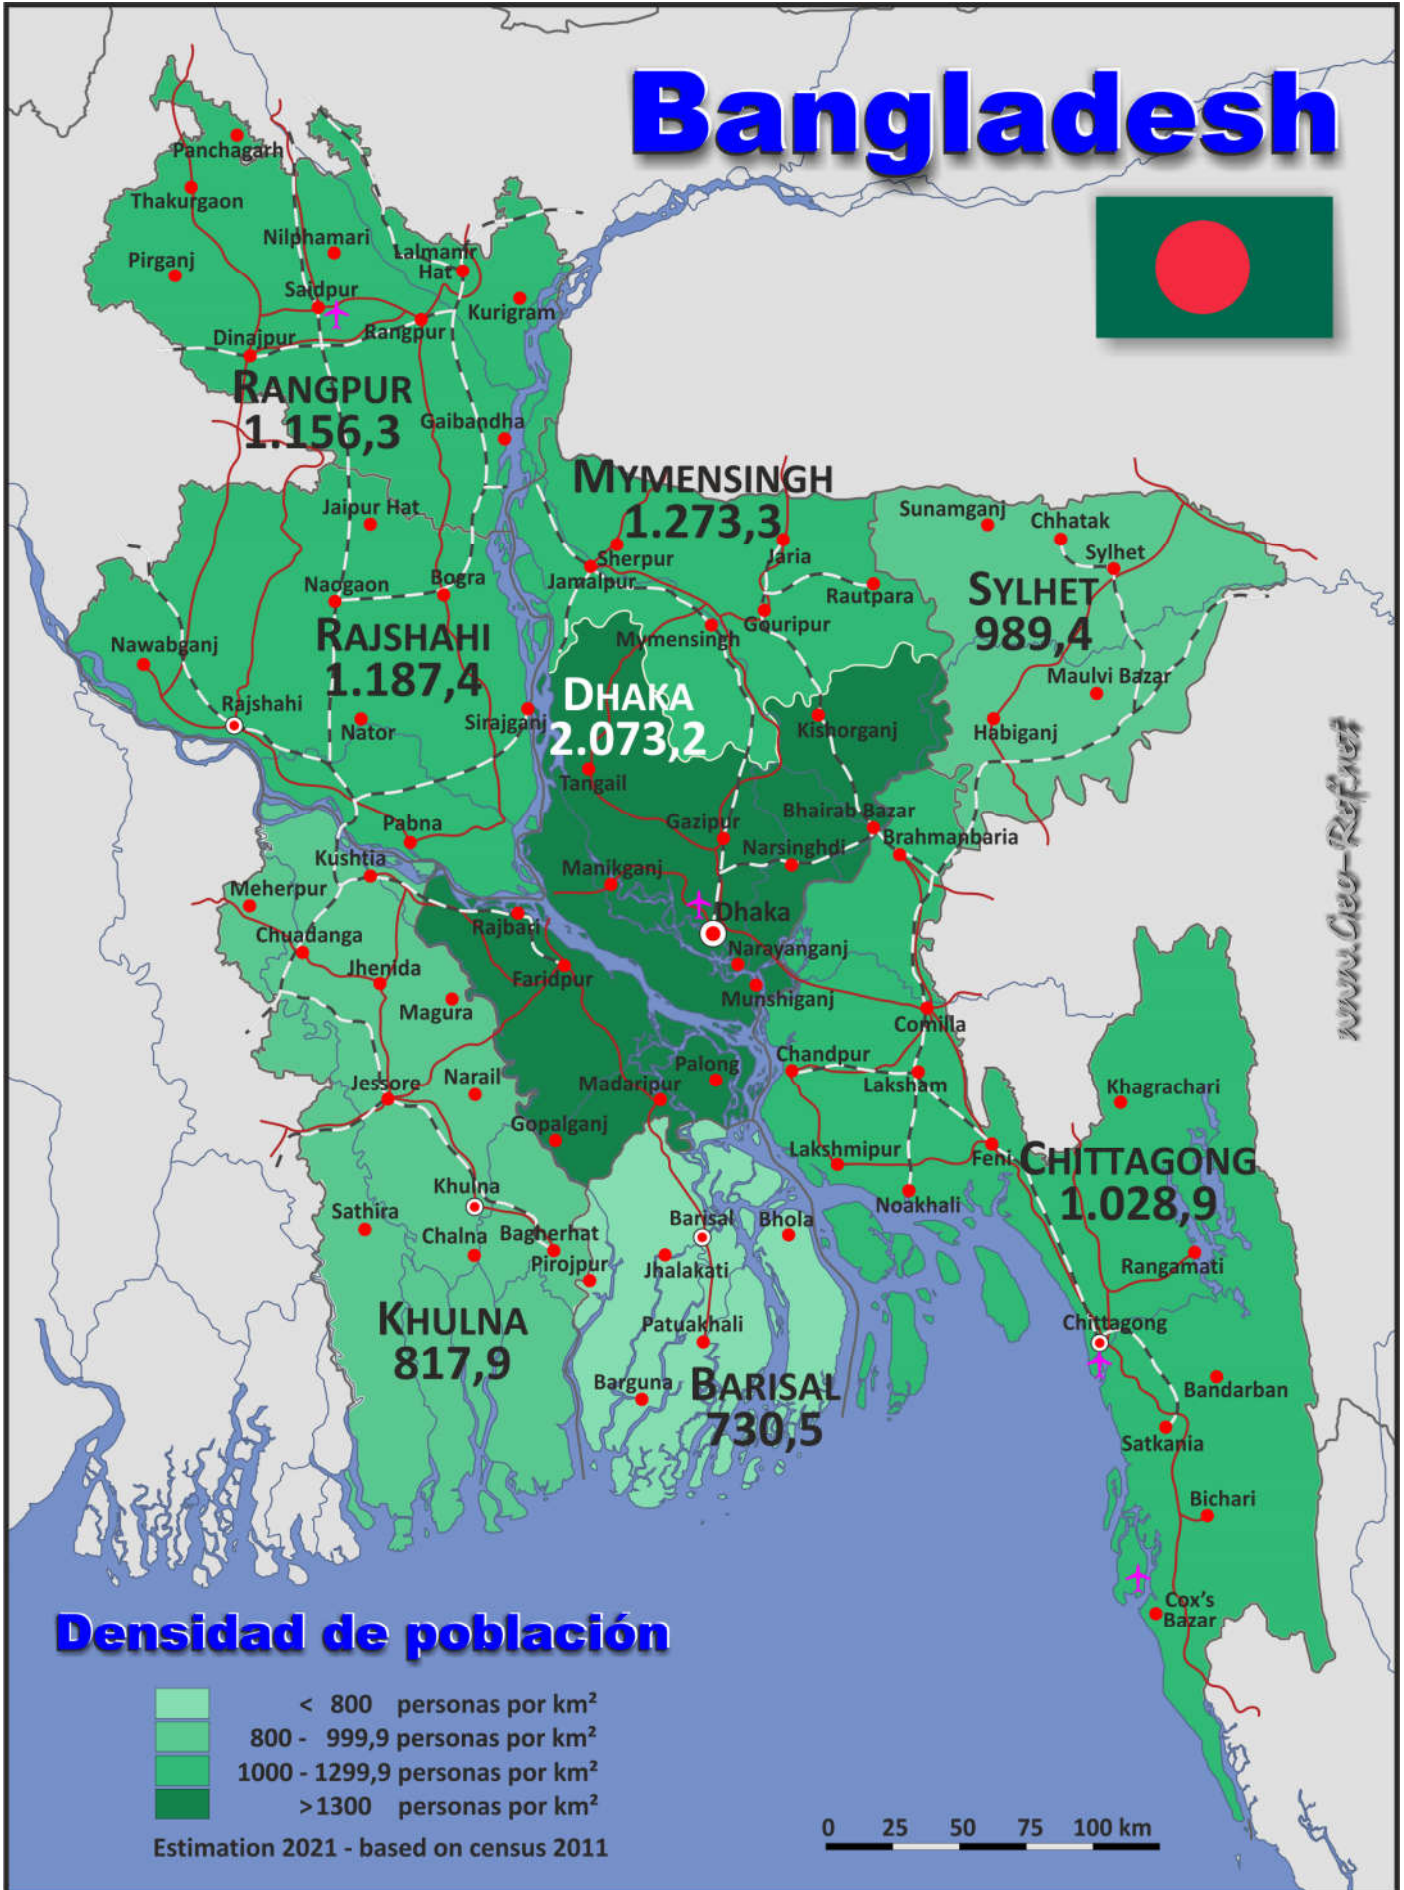 Bangladesh
Panchagarh
Thakurgaon
Nilphamari
Pirganj
Lalmanir
Hat
Saidpur
Kurigram
Rangpur
Dinajpur
RANGPUR
1.156,3
Gaibandha
MYMENSINGH
1.273,3
Jaipur Hat
Sunamganj
Chhatak
Sylhet
Sherpur
Jaria
Jamalpur
Naogaon
Bogra
Rautpara
SYLHET
989,4
Gouripur
Mymensingh
RAJSHAHI
1.187,4
Nawabganj
Maulvi Bazar
Rajshahi
DHAKA
2.073,2
Nator
Sirajganj
Kishorganj
Habiganj
Tangail
www.Geo-Ref.net
Pabna
Gazipur
Bhairab Bazar
Brahmanbaria
Kushtia
Narsinghdi
Manikganj
Meherpur
Dhaka
Rajbari
Chuadanga
Narayanganj
Jhenida
Faridpur
Munshiganj
Magura
Comilla
Chandpur
Palong
Jessore
Narail
Madaripur
Laksham
Khagrachari
Gopalganj
Lakshmipur
Feni
CHITTAGONG
1.028,9
Khulna
Noakhali
Sathira
Barisal
Bhola
Chalna
Bagherhat
Pirojpur
Jhalakati
Rangamati
KHULNA
817,9
Patuakhali
Chittagong
Barguna
BARISAL
730,5
Bandarban
Satkania
Bichari
Cox's
Bazar
Densidad de población
< 800 personas por km²
800 - 999,9 personas por km²
1000 - 1299,9 personas por km²
>1300 personas por km²
Estimation 2021 - based on census 2011
0 25 50 75 100 km